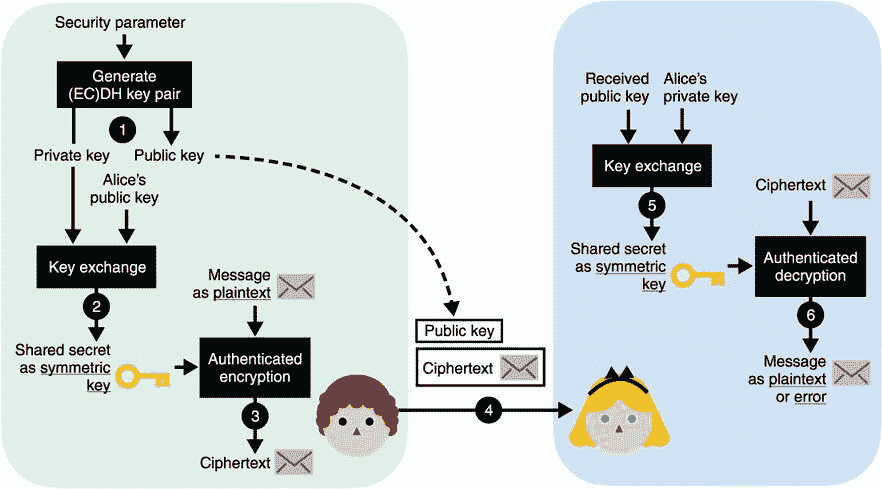 Security parameter
Generate
(EC)DH key pair
1
Private key
Public key
Alice's
public key
Key exchange
2
Shared secret
as symmetric
key
Message
as plaintext
Authenticated
encryption
3
Ciphertext
Public key
Ciphertext
4
Received
public key
Alice's
private key
Key exchange
5
Shared secret
as symmetric
key
Ciphertext
Authenticated
decryption
6
Message
as plaintext
or error